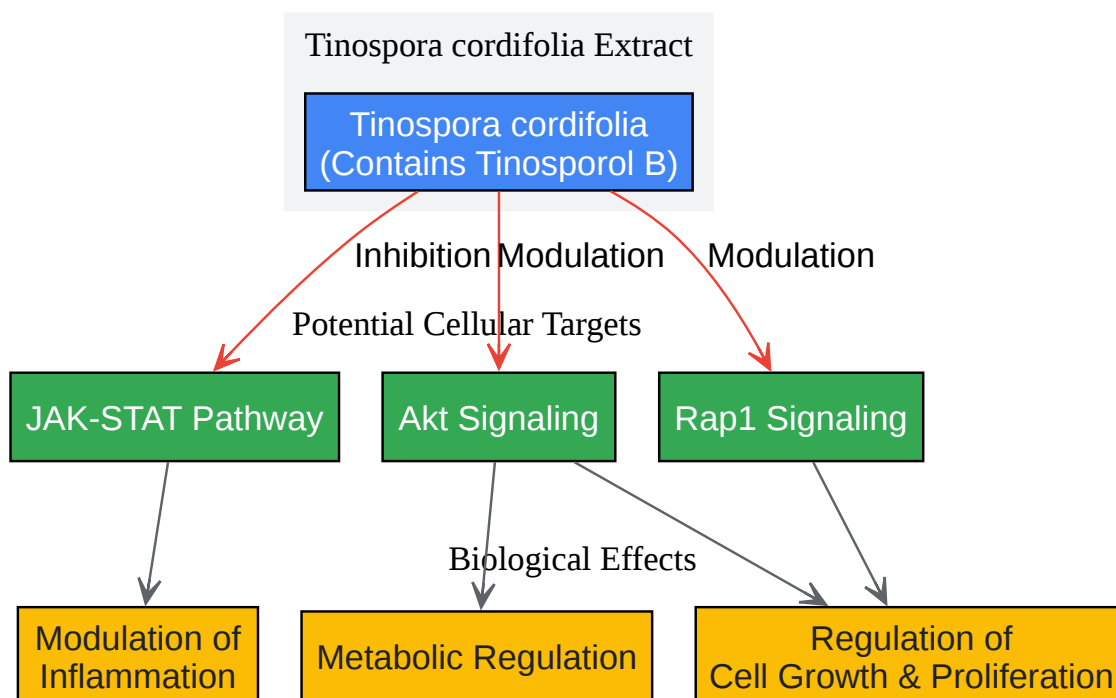 Tinospora cordifolia Extract
Tinospora cordifolia
(Contains Tinosporol B)
Inhibition
Modulation
Modulation
Potential Cellular Targets
JAK-STAT Pathway
Akt Signaling
Rap1 Signaling
Biological Effects
Modulation of
Inflammation
Metabolic Regulation
Regulation of
Cell Growth & Proliferation